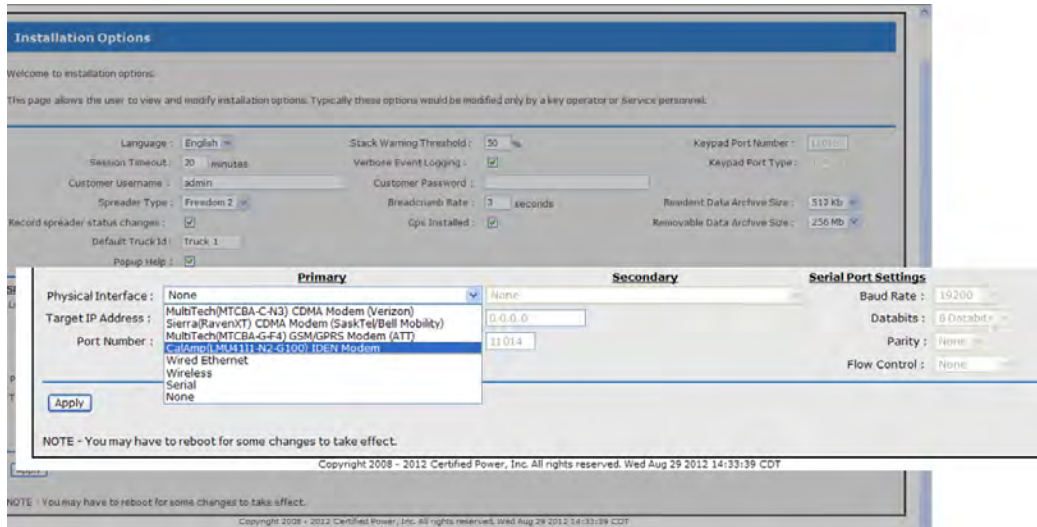 Installation Options
Welcome to installation options.
This page allows the user to view and modify installation options. Typically these options would be modified only by a key operator or Service personnel.
Language : English Stack Warning Threshold : 50 % Keypad Port Number :
Session Timeout : 20 minutes Verbose Event Logging : Keypad Port Type :
Customer Username : admin Customer Password :
Spreader Type : Freedom 2 Breadcrumb Rate : 3 seconds Resident Data Archive Size : 512 Kb
Record spreader status changes : Gps Installed : Removable Data Archive Size : 256 Mb
Default Truck Id : Truck 1
Popup Help :
Primary Secondary Serial Port Settings
Physical Interface : None None Baud Rate : 19200
MultiTech(MTCBA-C-N3) CDMA Modem (Verizon)
Sierra(RavenXT) CDMA Modem (SaskTel/Bell Mobility)
Target IP Address : 0.0.0.0 Databits : 8 Databits
MultiTech(MTCBA-G-F4) GSM/GPRS Modem (ATT)
Port Number : 11014 Parity : None
CalAmp(LMU41I1-N2-G100) IDEN Modem
Wired Ethernet
Wireless Flow Control : None
Serial
None
Apply
NOTE - You may have to reboot for some changes to take effect.
Copyright 2008 - 2012 Certified Power, Inc. All rights reserved. Wed Aug 29 2012 14:33:39 CDT
NOTE - You may have to reboot for some changes to take effect.
Copyright 2008 - 2012 Certified Power, Inc. All rights reserved. Wed Aug 29 2012 14:33:39 CDT